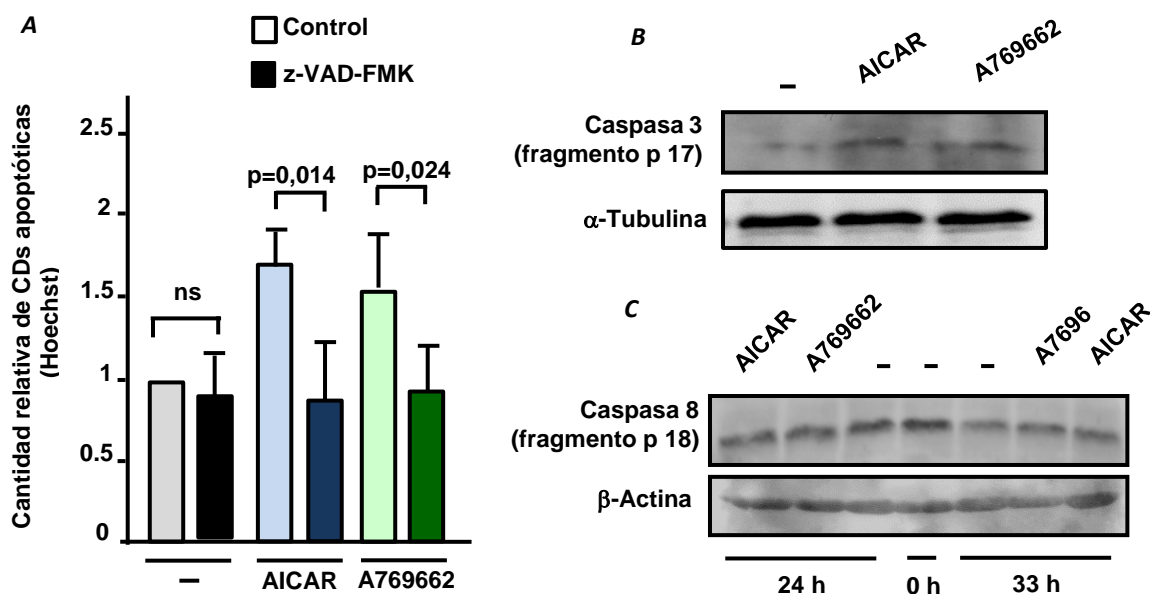 A
Control
z-VAD-FMK
Cantidad relativa de CDs apoptóticas
(Hoechst)
2.5
2
1.5
1
0.5
0
ns
p=0,014
p=0,024
–
AICAR
A769662
B
–
AICAR
A769662
Caspasa 3
(fragmento p 17)
α-Tubulina
C
AICAR
A769662
–
–
–
A7696
AICAR
Caspasa 8
(fragmento p 18)
β-Actina
24 h
0 h
33 h